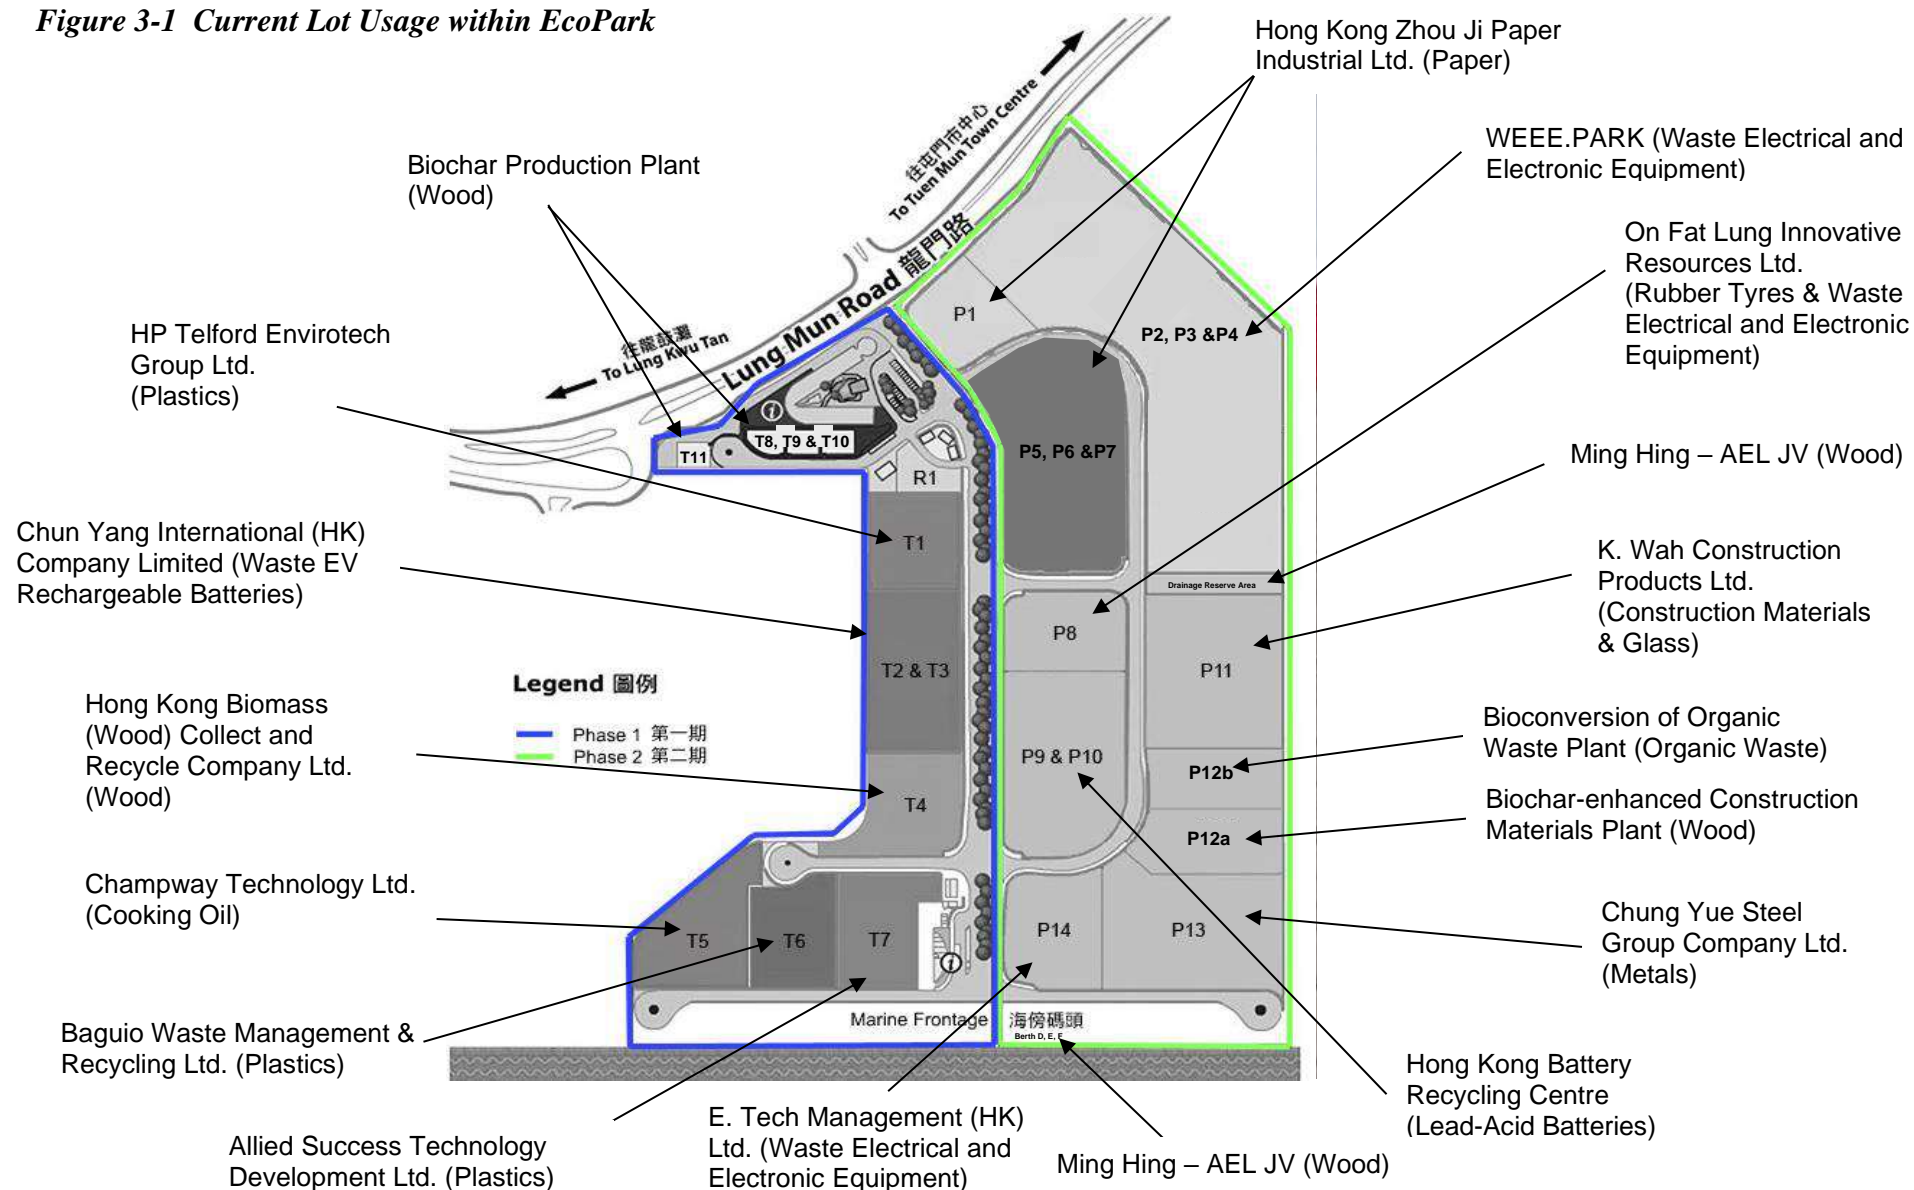 Figure 3-1 Current Lot Usage within EcoPark
Hong Kong Zhou Ji Paper
Industrial Ltd. (Paper)
WEEE.PARK (Waste Electrical and
Electronic Equipment)
Biochar Production Plant
(Wood)
往屯門市中心
To Tuen Mun Town Centre
On Fat Lung Innovative
Resources Ltd.
(Rubber Tyres & Waste
Electrical and Electronic
Equipment)
HP Telford Envirotech
Group Ltd.
(Plastics)
往龍鼓灘
To Lung Kwu Tan
Lung Mun Road 龍門路
P1
P2, P3 &P4
T8, T9 & T10
T11
R1
P5, P6 &P7
Ming Hing – AEL JV (Wood)
Chun Yang International (HK)
Company Limited (Waste EV
Rechargeable Batteries)
T1
Drainage Reserve Area
K. Wah Construction
Products Ltd.
(Construction Materials
& Glass)
P8
T2 & T3
P11
Legend 圖例
Phase 1 第一期
Phase 2 第二期
Hong Kong Biomass
(Wood) Collect and
Recycle Company Ltd.
(Wood)
P9 & P10
Bioconversion of Organic
Waste Plant (Organic Waste)
P12b
T4
Biochar-enhanced Construction
Materials Plant (Wood)
P12a
Champway Technology Ltd.
(Cooking Oil)
T5
T6
T7
i
i
P14
P13
Chung Yue Steel
Group Company Ltd.
(Metals)
Marine Frontage 海傍碼頭
Berth D, E, F
Baguio Waste Management &
Recycling Ltd. (Plastics)
Hong Kong Battery
Recycling Centre
(Lead-Acid Batteries)
Allied Success Technology
Development Ltd. (Plastics)
E. Tech Management (HK)
Ltd. (Waste Electrical and
Electronic Equipment)
Ming Hing – AEL JV (Wood)